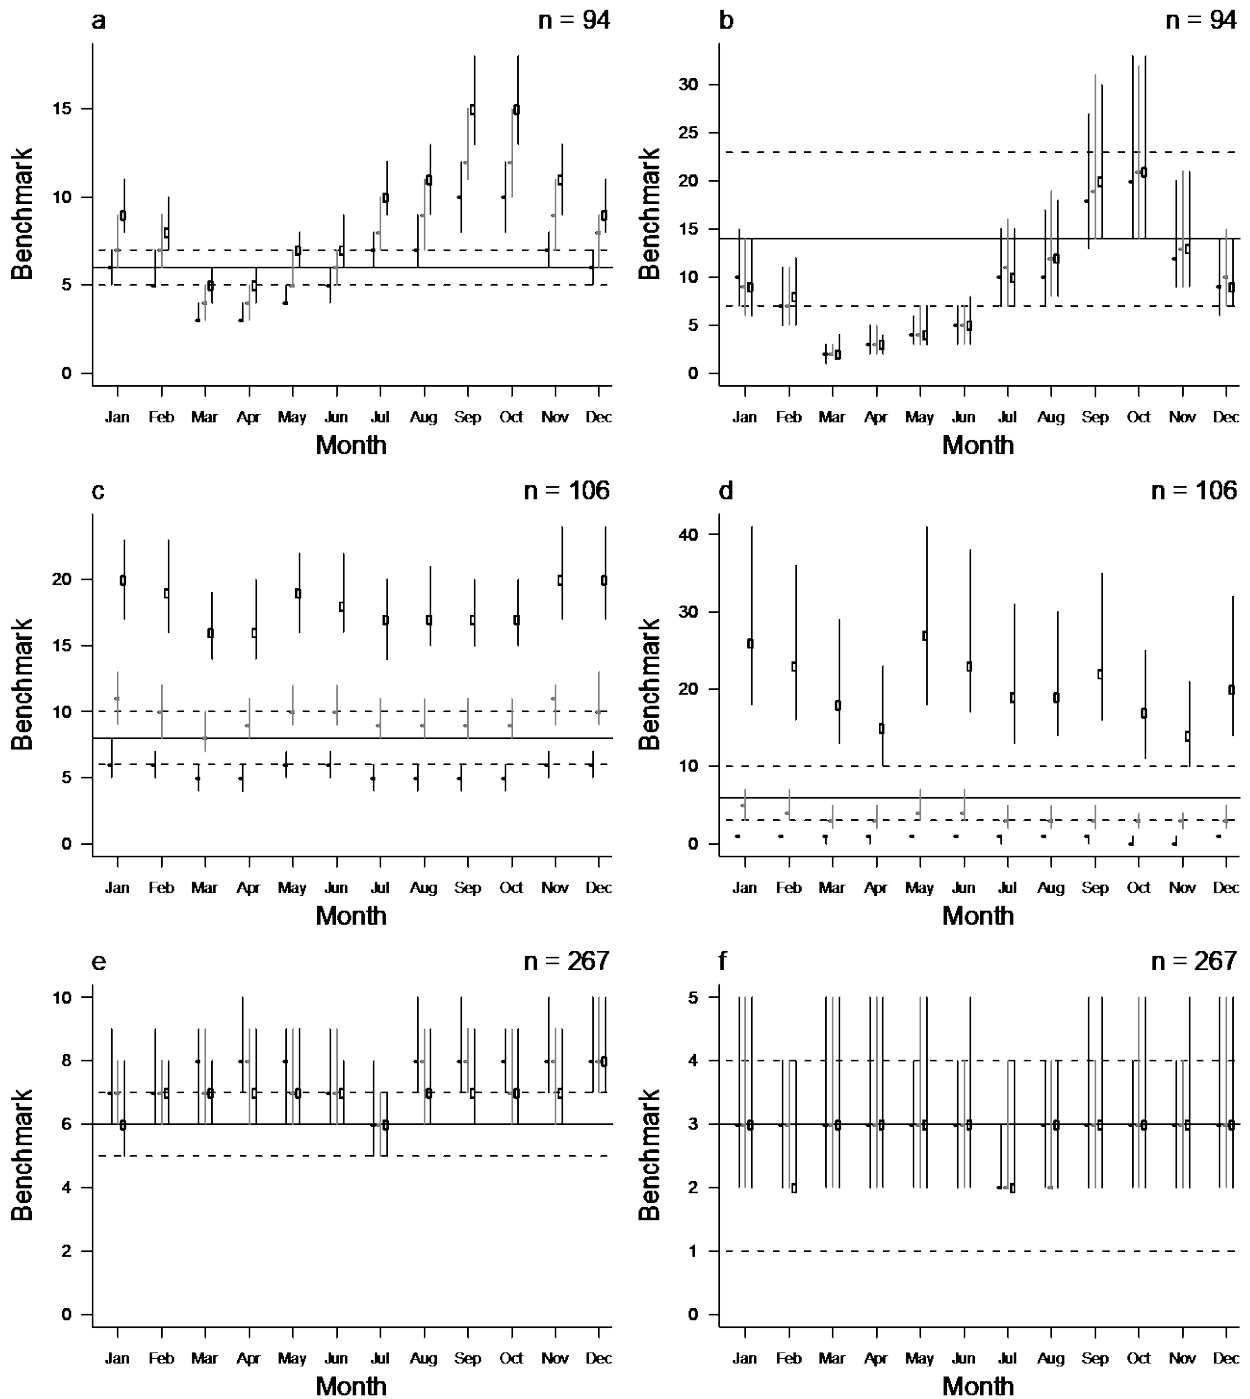 a n = 94
Benchmark
15
10
5
0
Jan Feb Mar Apr May Jun Jul Aug Sep Oct Nov Dec
Month
b n = 94
Benchmark
30
25
20
15
10
5
0
Jan Feb Mar Apr May Jun Jul Aug Sep Oct Nov Dec
Month
c n = 106
Benchmark
20
15
10
5
0
Jan Feb Mar Apr May Jun Jul Aug Sep Oct Nov Dec
Month
d n = 106
Benchmark
40
30
20
10
0
Jan Feb Mar Apr May Jun Jul Aug Sep Oct Nov Dec
Month
e n = 267
Benchmark
10
8
6
4
2
0
Jan Feb Mar Apr May Jun Jul Aug Sep Oct Nov Dec
Month
f n = 267
Benchmark
5
4
3
2
1
0
Jan Feb Mar Apr May Jun Jul Aug Sep Oct Nov Dec
Month